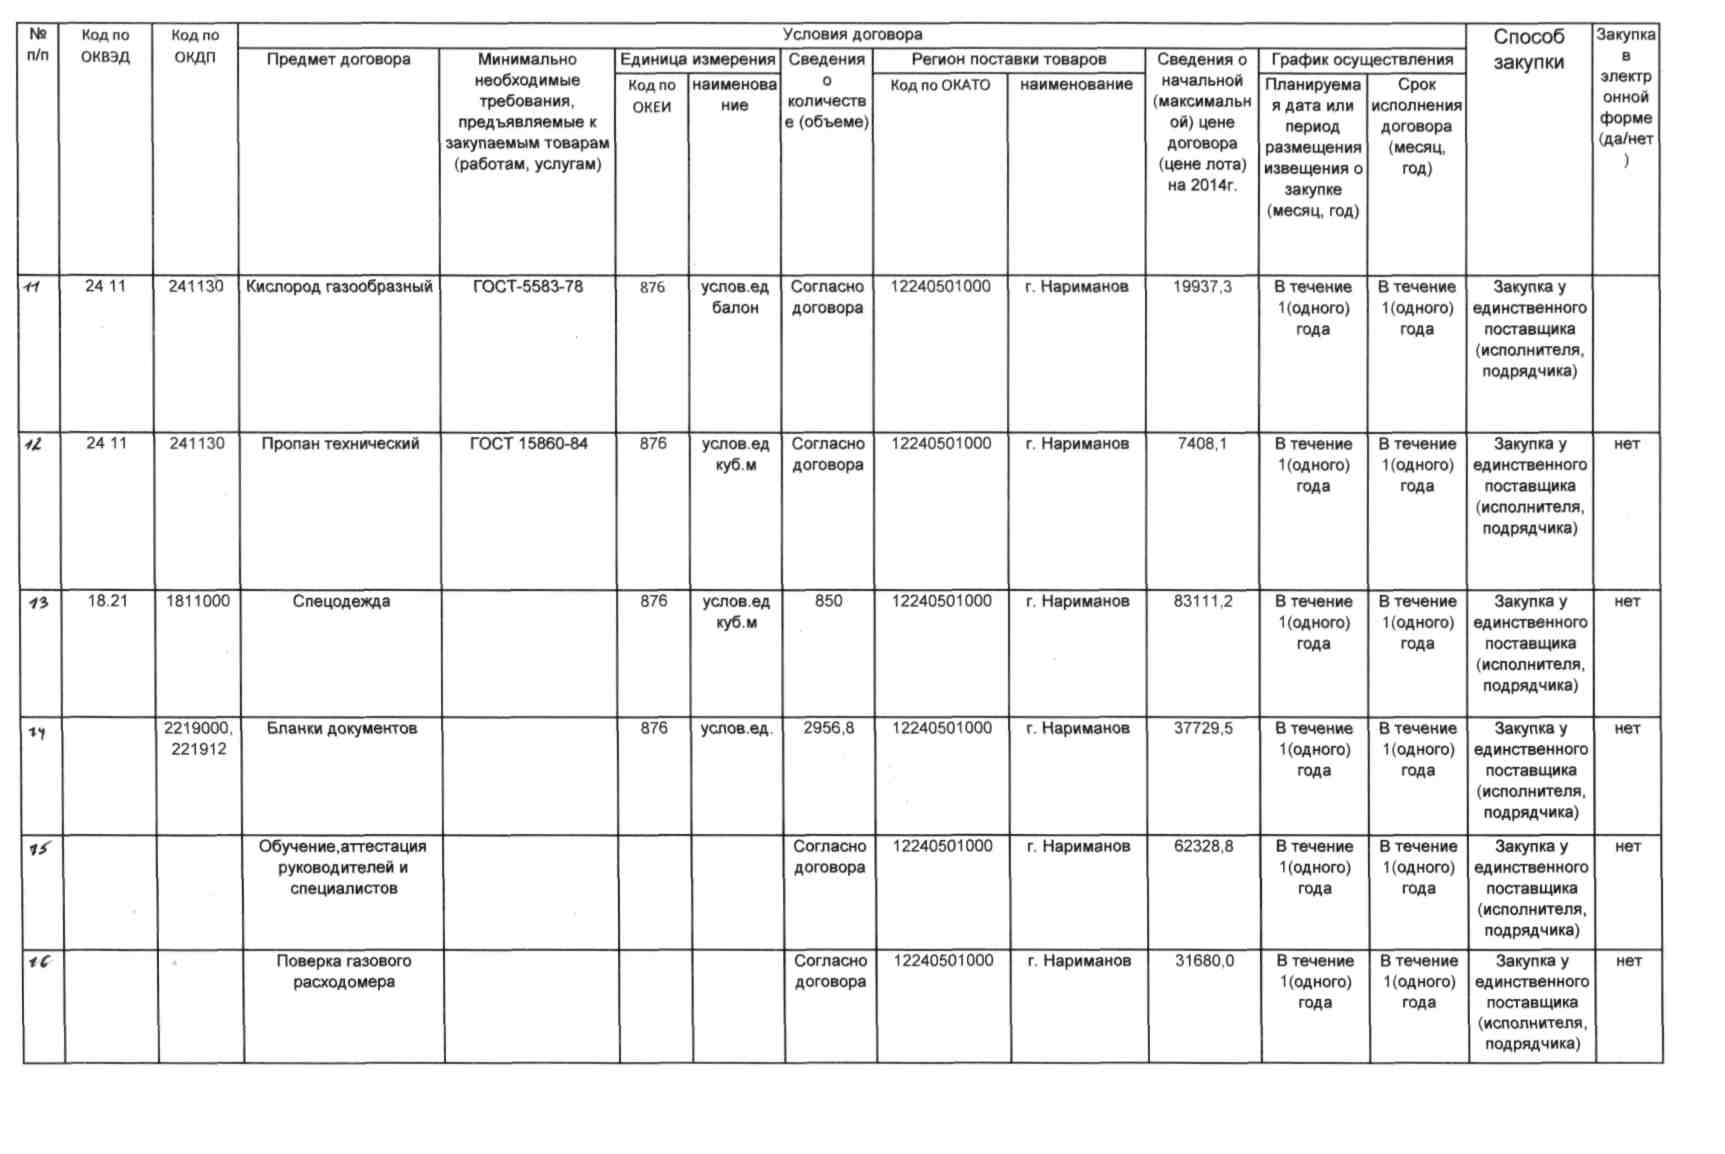 № п/п
Код по ОКВЭД
Код по ОКДП
Условия договора
Способ закупки
Закупка в электр онной форме (да/нет )
Предмет договора
Минимально необходимые требования, предъявляемые к закупаемым товарам (работам, услугам)
Единица измерения
Сведения о количеств е (объеме)
Регион поставки товаров
Сведения о начальной (максимальн ой) цене договора (цене лота) на 2014г.
График осуществления
Код по ОКЕИ
наименова ние
Код по ОКАТО
наименование
Планируема я дата или период размещения извещения о закупке (месяц, год)
Срок исполнения договора (месяц, год)
11 24 11 241130 Кислород газообразный ГОСТ-5583-78 876 услов.ед балон Согласно договора 12240501000 г. Нариманов 19937,3 В течение 1(одного) года В течение 1(одного) года Закупка у единственного поставщика (исполнителя, подрядчика)
12 24 11 241130 Пропан технический ГОСТ 15860-84 876 услов.ед куб.м Согласно договора 12240501000 г. Нариманов 7408,1 В течение 1(одного) года В течение 1(одного) года Закупка у единственного поставщика (исполнителя, подрядчика) нет
13 18.21 1811000 Спецодежда 876 услов.ед куб.м 850 12240501000 г. Нариманов 83111,2 В течение 1(одного) года В течение 1(одного) года Закупка у единственного поставщика (исполнителя, подрядчика) нет
14 2219000, 221912 Бланки документов 876 услов.ед. 2956,8 12240501000 г. Нариманов 37729,5 В течение 1(одного) года В течение 1(одного) года Закупка у единственного поставщика (исполнителя, подрядчика) нет
15 Обучение,аттестация руководителей и специалистов Согласно договора 12240501000 г. Нариманов 62328,8 В течение 1(одного) года В течение 1(одного) года Закупка у единственного поставщика (исполнителя, подрядчика) нет
16 Поверка газового расходомера Согласно договора 12240501000 г. Нариманов 31680,0 В течение 1(одного) года В течение 1(одного) года Закупка у единственного поставщика (исполнителя, подрядчика) нет